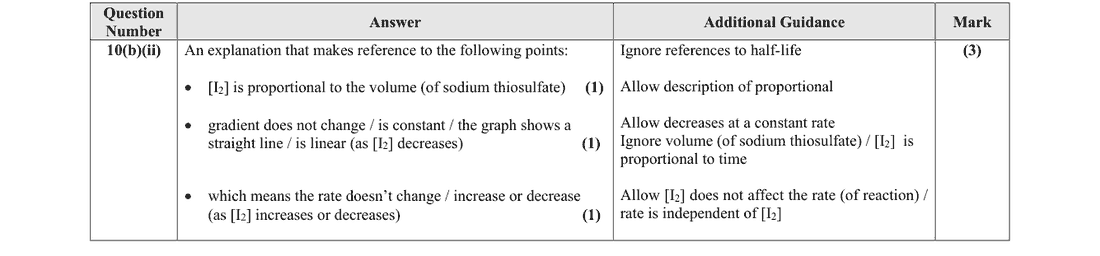 Question Number
Answer
Additional Guidance
Mark
10(b)(ii)
An explanation that makes reference to the following points:
• [I₂] is proportional to the volume (of sodium thiosulfate) (1)
• gradient does not change / is constant / the graph shows a
straight line / is linear (as [I₂] decreases) (1)
• which means the rate doesn't change / increase or decrease
(as [I₂] increases or decreases) (1)
Ignore references to half-life
Allow description of proportional
Allow decreases at a constant rate
Ignore volume (of sodium thiosulfate) / [I₂] is
proportional to time
Allow [I₂] does not affect the rate (of reaction) /
rate is independent of [I₂]
(3)